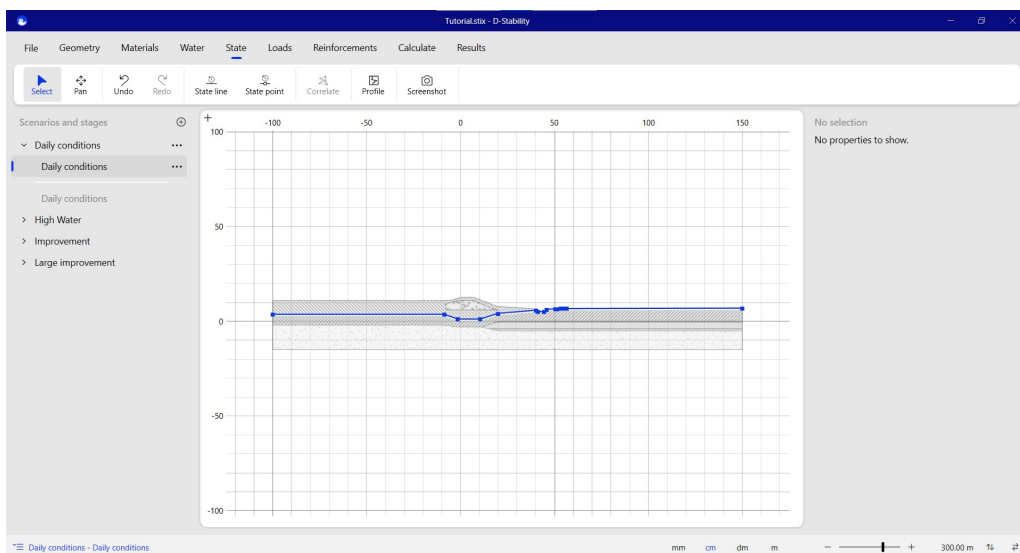 Tutorial.stix - D-Stability
File Geometry Materials Water State Loads Reinforcements Calculate Results
Select Pan Undo Redo State line State point Correlate Profile Screenshot
Scenarios and stages
Daily conditions
Daily conditions
Daily conditions
High Water
Improvement
Large improvement
-100 -50 0 50 100 150
100
50
0
-50
-100
No selection
No properties to show.
Daily conditions - Daily conditions
mm cm dm m
300.00 m